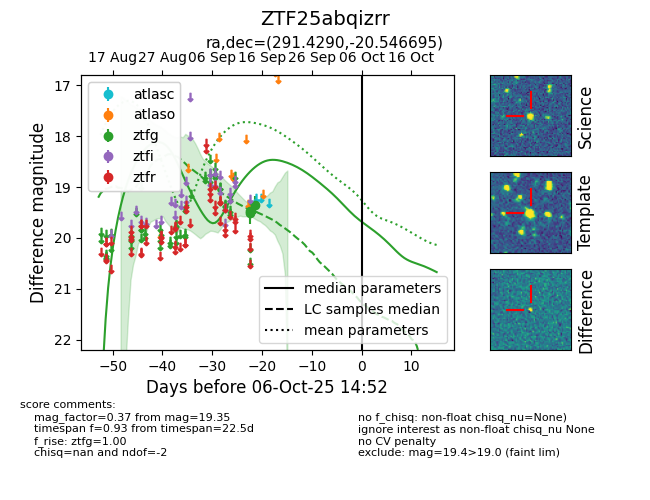 ZTF25abqizrr
ra,dec=(291.4290,-20.546695)
17 Aug 27 Aug 06 Sep 16 Sep 26 Sep 06 Oct 16 Oct
atlasc
atlaso
ztfg
ztfi
ztfr
17
18
19
20
21
22
Difference magnitude
median parameters
LC samples median
mean parameters
−50 −40 −30 −20 −10 0 10
Days before 06-Oct-25 14:52
Science
Template
Difference
score comments:
mag_factor=0.37 from mag=19.35
timespan f=0.93 from timespan=22.5d
f_rise: ztfg=1.00
chisq=nan and ndof=-2
no f_chisq: non-float chisq_nu=None)
ignore interest as non-float chisq_nu None
no CV penalty
exclude: mag=19.4>19.0 (faint lim)